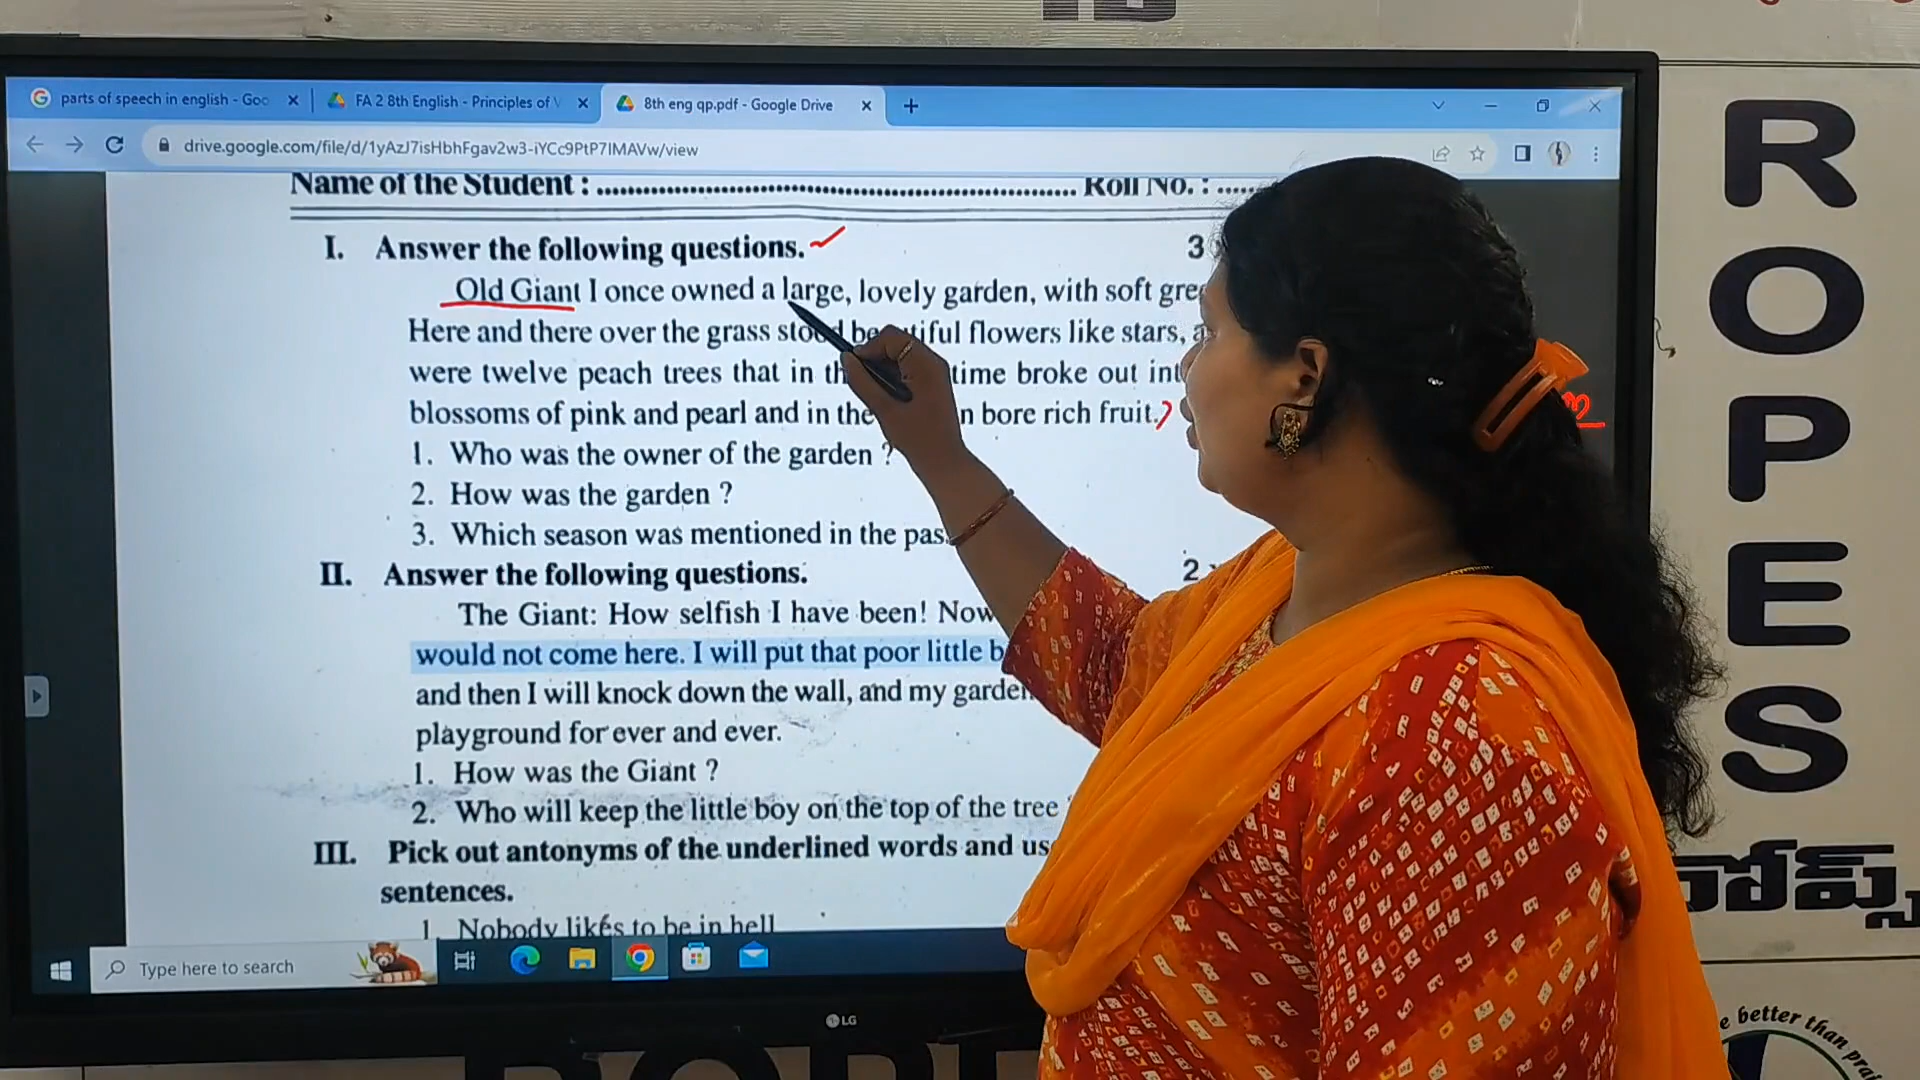 parts of speech in english - Goo
FA 2 8th English - Principles of V
8th eng qp.pdf - Google Drive
drive.google.com/file/d/1yAzJ7isHbhFgav2w3-iYCc9PtP7IMAVw/view
Name of the Student : Roll No. :
I. Answer the following questions. 3
Old Giant I once owned a large, lovely garden, with soft gre
Here and there over the grass stood beautiful flowers like stars, a
were twelve peach trees that in th time broke out int
blossoms of pink and pearl and in the n bore rich fruit.
1. Who was the owner of the garden ?
2. How was the garden ?
3. Which season was mentioned in the pas
II. Answer the following questions. 2
The Giant: How selfish I have been! Now
would not come here. I will put that poor little b
and then I will knock down the wall, and my garden
playground for ever and ever.
1. How was the Giant ?
2. Who will keep the little boy on the top of the tree
III. Pick out antonyms of the underlined words and us
sentences.
1. Nobody likes to be in hell
Type here to search
LG
ROPES
రోప్స్
e better than prai